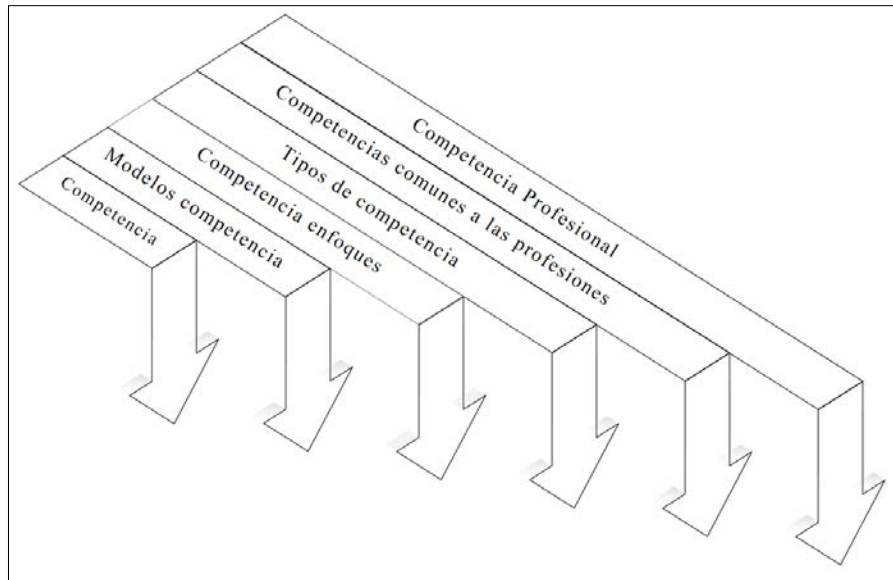 Competencia
Modelos competencia
Competencia enfoques
Tipos de competencia
Competencias comunes a las profesiones
Competencia Profesional